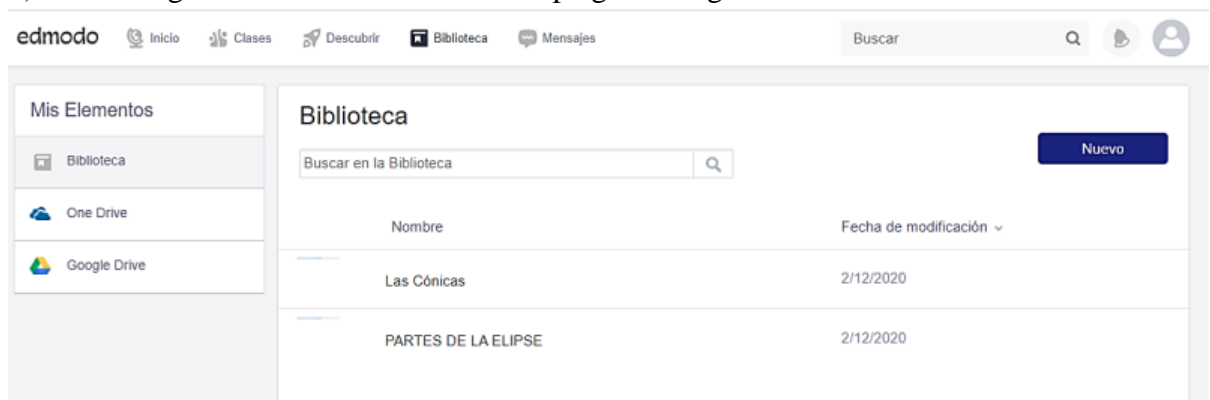 edmodo Inicio Clases Descubrir Biblioteca Mensajes Buscar
Mis Elementos
Biblioteca
One Drive
Google Drive
Biblioteca
Buscar en la Biblioteca
Nuevo
Nombre Fecha de modificación
Las Cónicas 2/12/2020
PARTES DE LA ELIPSE 2/12/2020